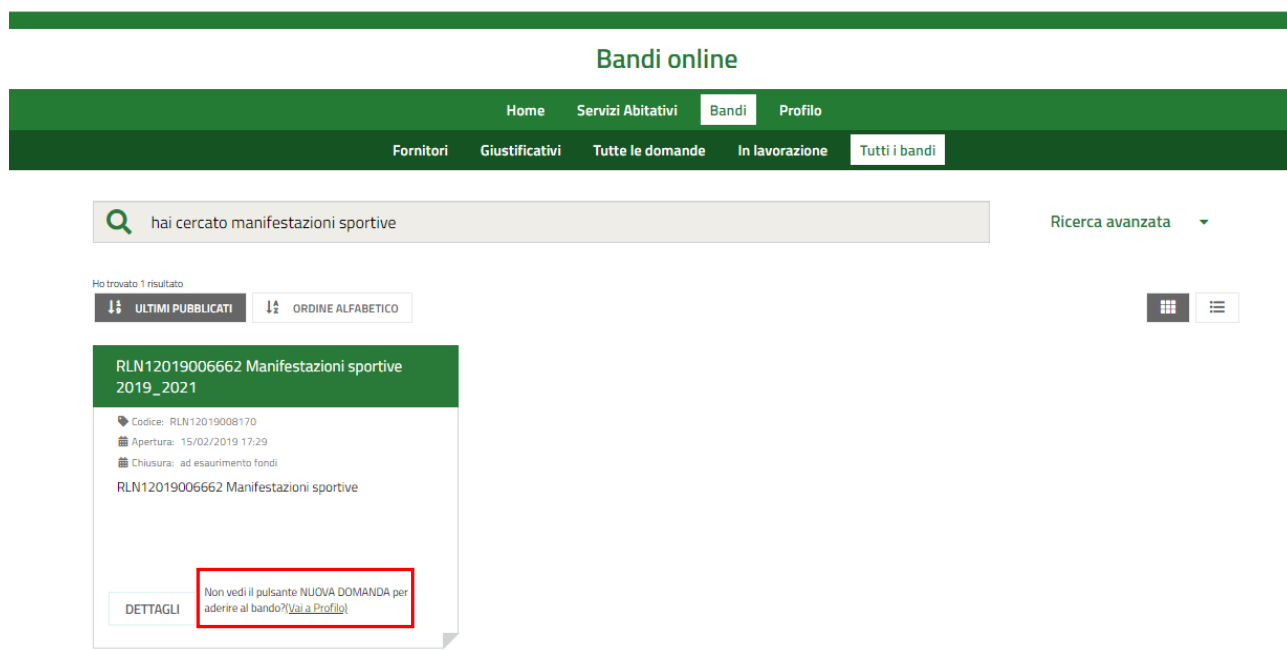 Bandi online
Home Servizi Abitativi Bandi Profilo
Fornitori Giustificativi Tutte le domande In lavorazione Tutti i bandi
hai cercato manifestazioni sportive
Ricerca avanzata
Ho trovato 1 risultato
ULTIMI PUBBLICATI ORDINE ALFABETICO
RLN12019006662 Manifestazioni sportive
2019_2021
Codice: RLN12019008170
Apertura: 15/02/2019 17:29
Chiusura: ad esaurimento fondi
RLN12019006662 Manifestazioni sportive
Non vedi il pulsante NUOVA DOMANDA per
aderire al bando?(Vai a Profilo)
DETTAGLI